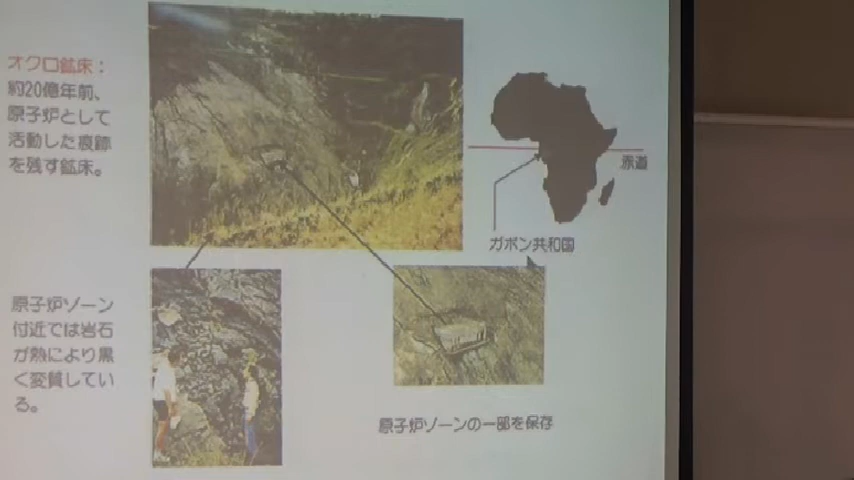 オクロ鉱床：
約20億年前、
原子炉として
活動した痕跡
を残す鉱床。
赤道
ガボン共和国
原子炉ゾーン
付近では岩石
が熱により黒
く変質してい
る。
原子炉ゾーンの一部を保存